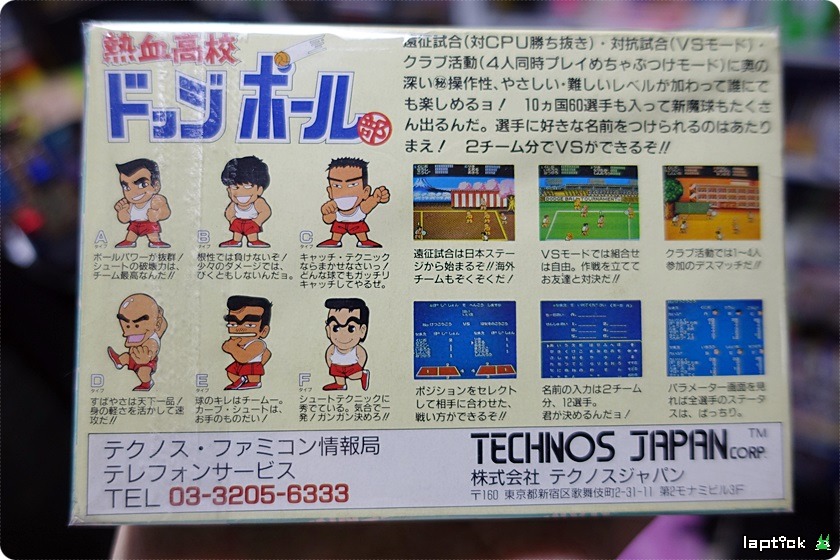 熱血高校
ドッジボール部
遠征試合(対CPU勝ち抜き)・対抗試合(VSモード)・
クラブ活動(4人同時プレイめちゃぶつけモード)に奥の
深い㊙操作性、やさしい・難しいレベルが加わって誰にで
も楽しめるョ! 10ヵ国60選手も入って新魔球もたくさ
ん出るんだ。選手に好きな名前をつけられるのはあたり
まえ! 2チーム分でVSができるぞ!!
A
タイプ
ボールパワーが抜群!
シュートの破壊力は、
チーム最高なんだ!!
B
タイプ
根性では負けないぞ!
少々のダメージでは、
びくともしないんだョ。
C
タイプ
キャッチ・テクニック
ならまかせなさいっ!
どんな球でもガッチリ
キャッチしてやるぜ。
遠征試合は日本ステー
ジから始まるぞ!!海外
チームもぞくぞくだ!
VSモードでは組合せ
は自由。作戦を立てて
お友達と対決だ!!
クラブ活動では1〜4人
参加のデスマッチだ!!
D
タイプ
すばやさは天下一品!
身の軽さを活かして速
攻だ!!
E
タイプ
球のキレはチーム一。
カーブ・シュートは、
お手のものだい!
F
タイプ
シュートテクニックに
秀でている。気合で一
発!ガンガン決めろ!!
ポジションをセレクト
して相手に合わせた、
戦い方ができるぞ!!
名前の入力は2チーム
分、12選手。
君が決めるんだョ!
パラメーター画面を見
れば全選手のステータ
スは、ばっちり。
テクノス・ファミコン情報局
テレフォンサービス
TEL 03-3205-6333
TECHNOS JAPAN CORP. TM
株式会社 テクノスジャパン
〒160 東京都新宿区歌舞伎町2-31-11 第2モナミビル3F
laptick